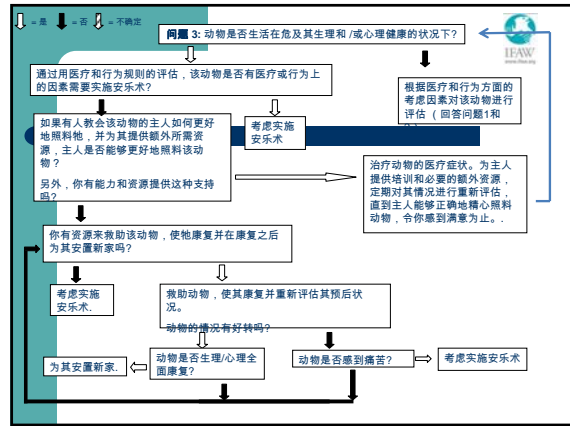 = 是 = 否 = 不确定
问题 3: 动物是否生活在危及其生理和 /或心理健康的状况下?
IFAW
www.ifaw.org
通过用医疗和行为规则的评估，该动物是否有医疗或行为上
的因素需要实施安乐术?
根据医疗和行为方面的
考虑因素对该动物进行
评估 （回答问题1和
如果有人教会该动物的主人如何更好
地照料牠，并为其提供额外所需资
源，主人是否能够更好地照料该动
物？
另外，你有能力和资源提供这种支持
吗?
考虑实施
安乐术
治疗动物的医疗症状。为主人
提供培训和必要的额外资源，
定期对其情况进行重新评估，
直到主人能够正确地精心照料
动物，令你感到满意为止。.
你有资源来救助该动物，使牠康复并在康复之后
为其安置新家吗?
考虑实施
安乐术.
救助动物，使其康复并重新评估其预后状
况。
动物的情况有好转吗?
为其安置新家.
动物是否生理/心理全
面康复?
动物是否感到痛苦?
考虑实施安乐术